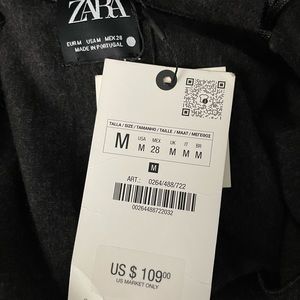 ZARA
EUR M USA M MEX 28
MADE IN PORTUGAL
TALLA / SIZE / TAMANHO / TAILLE / MAAT / ΜΕΓΕΘΟΣ
M
USA MEX UK IT BR
M 28 M M M
M
ART. 0264/488/722
00264488722032
US $ 109.00
US MARKET ONLY